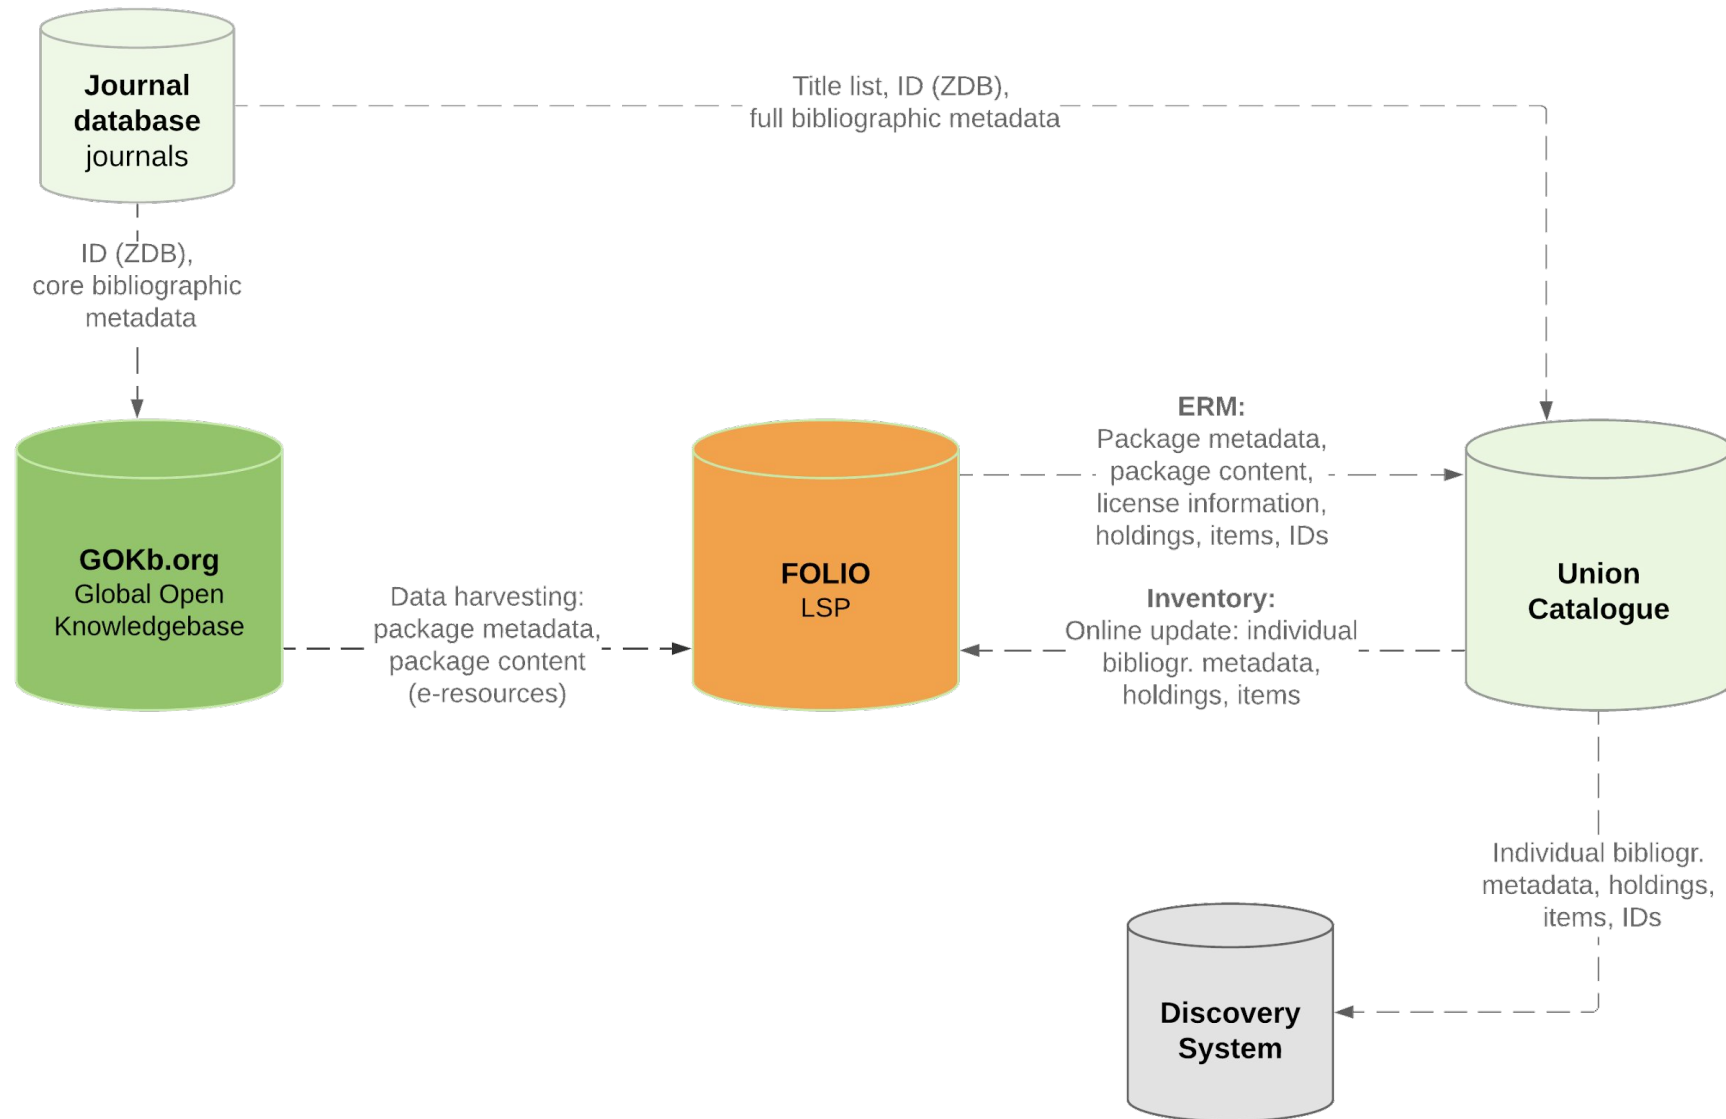 Journal
database
journals
Title list, ID (ZDB),
full bibliographic metadata
ID (ZDB),
core bibliographic
metadata
GOKb.org
Global Open
Knowledgebase
Data harvesting:
package metadata,
package content
(e-resources)
FOLIO
LSP
ERM:
Package metadata,
package content,
license information,
holdings, items, IDs
Inventory:
Online update: individual
bibliogr. metadata,
holdings, items
Union
Catalogue
Individual bibliogr.
metadata, holdings,
items, IDs
Discovery
System